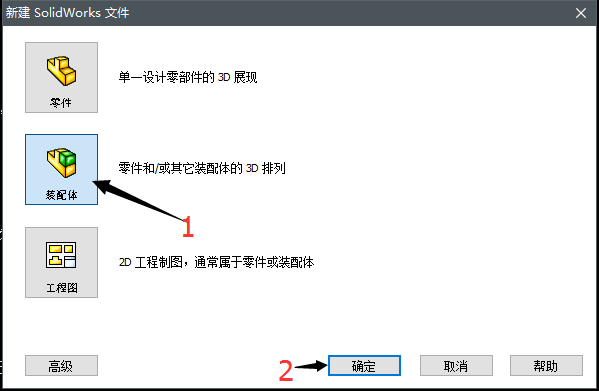 新建 SolidWorks 文件
零件
单一设计零部件的 3D 展现
装配体
零件和/或其它装配体的 3D 排列
1
工程图
2D 工程制图，通常属于零件或装配体
高级
2
确定
取消
帮助